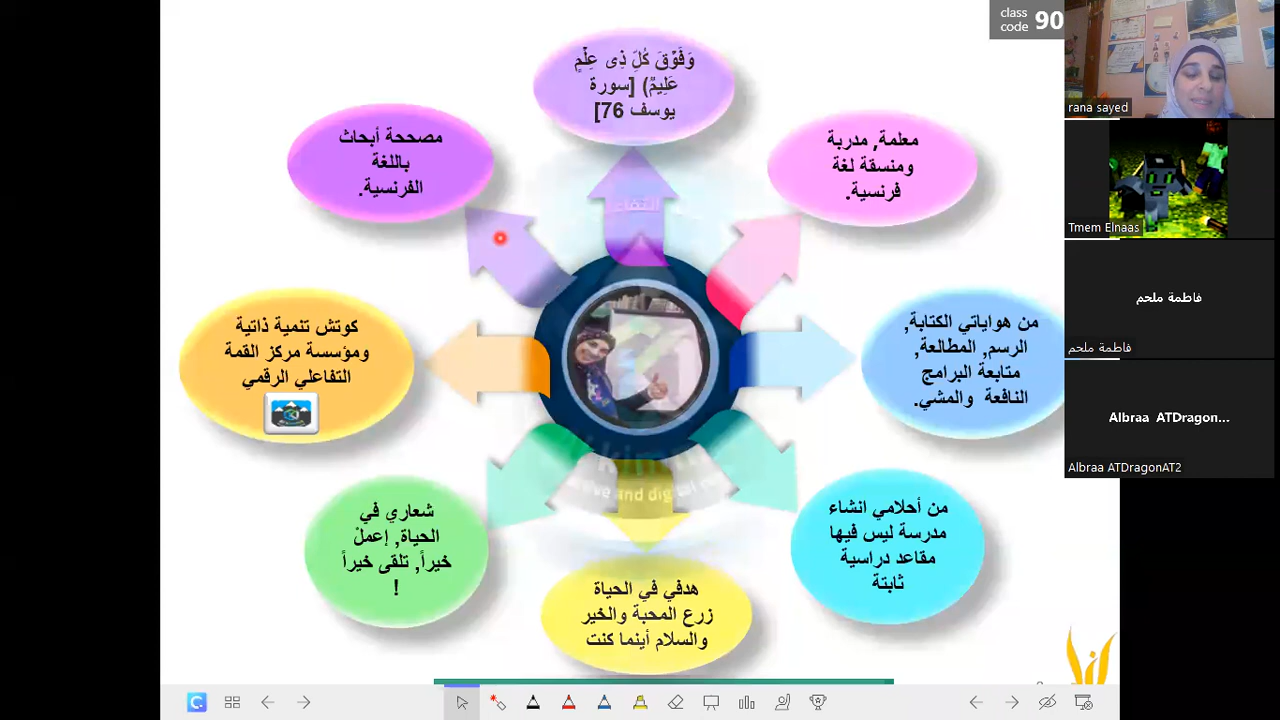 class
code 90
rana sayed
Tmem Elnaas
فاطمة ملحم
فاطمة ملحم
Albraa ATDragon...
Albraa ATDragonAT2
وَفَوْقَ كُلِّ ذِى عِلْمٍ
عَلِيمٌ) [سورة
يوسف 76]
معلمة, مدربة
ومنسقة لغة
فرنسية.
مصححة أبحاث
باللغة
الفرنسية.
من هواياتي الكتابة,
الرسم, المطالعة,
متابعة البرامج
النافعة والمشي.
كوتش تنمية ذاتية
ومؤسسة مركز القمة
التفاعلي الرقمي
من أحلامي انشاء
مدرسة ليس فيها
مقاعد دراسية
ثابتة
شعاري في
الحياة, إعملْ
خيراً, تلقى خيراً
!
هدفي في الحياة
زرع المحبة والخير
والسلام أينما كنت
and